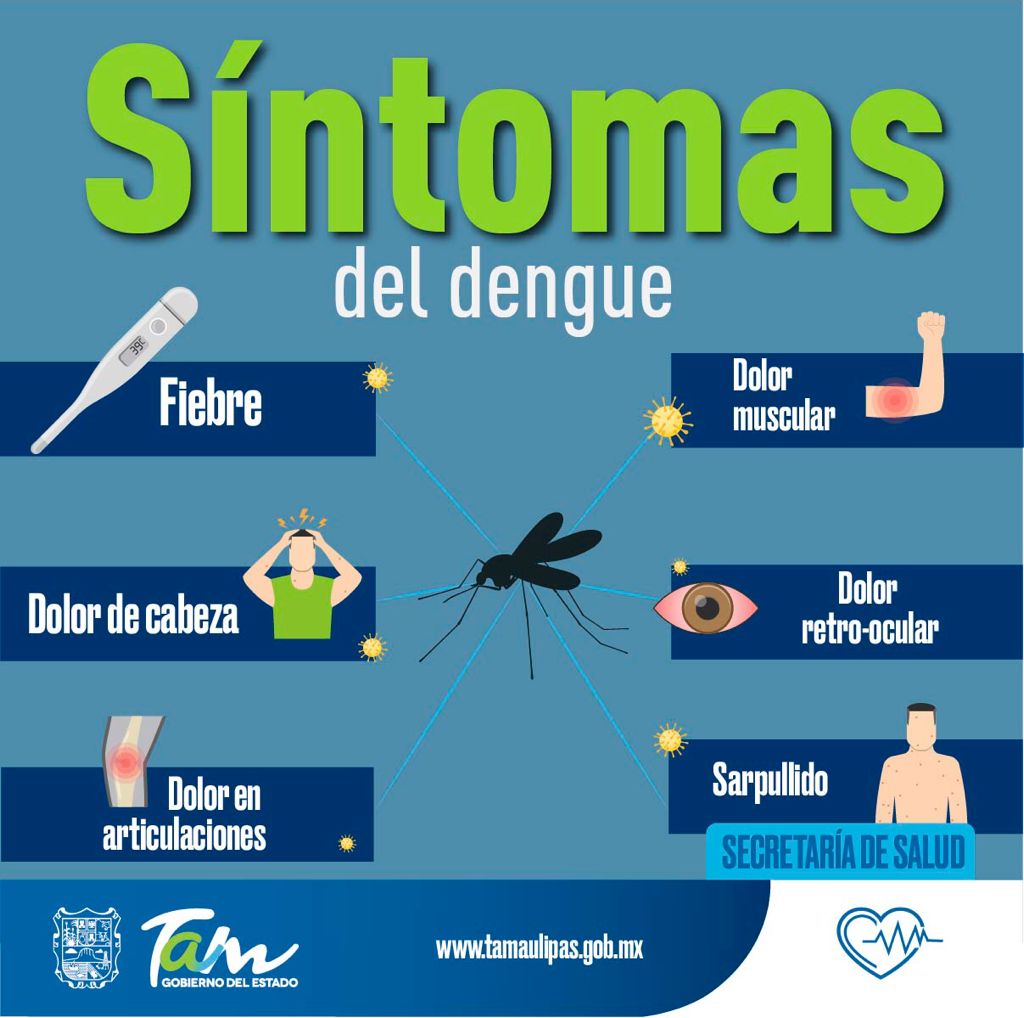 Síntomas
del dengue
39c
Fiebre
Dolor
muscular
Dolor de cabeza
Dolor
retro-ocular
Dolor en
articulaciones
Sarpullido
SECRETARÍA DE SALUD
Tam
GOBIERNO DEL ESTADO
www.tamaulipas.gob.mx